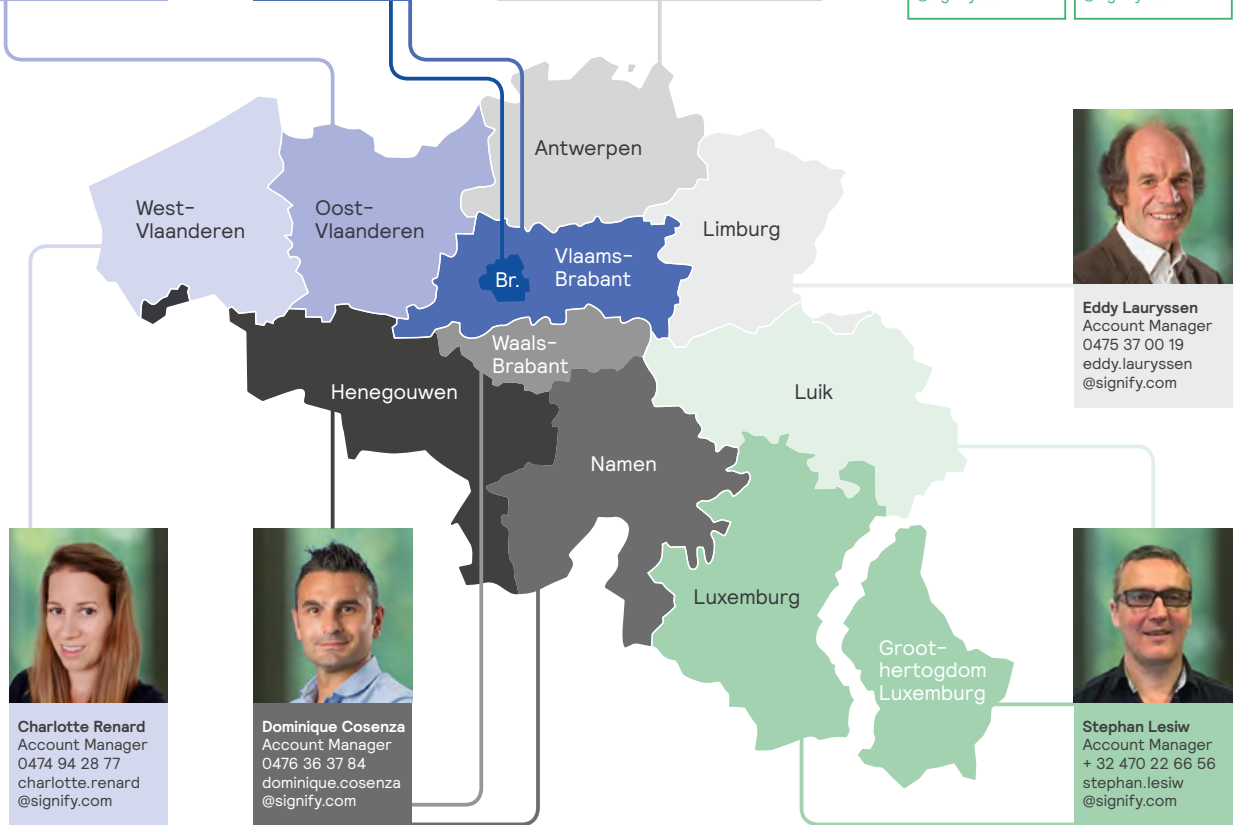 Antwerpen
West-
Vlaanderen
Oost-
Vlaanderen
Limburg
Vlaams-
Brabant
Br.
Eddy Lauryssen
Account Manager
0475 37 00 19
eddy.lauryssen
@signify.com
Waals-
Brabant
Henegouwen
Luik
Namen
Luxemburg
Groot-
hertogdom
Luxemburg
Charlotte Renard
Account Manager
0474 94 28 77
charlotte.renard
@signify.com
Dominique Cosenza
Account Manager
0476 36 37 84
dominique.cosenza
@signify.com
Stephan Lesiw
Account Manager
+ 32 470 22 66 56
stephan.lesiw
@signify.com